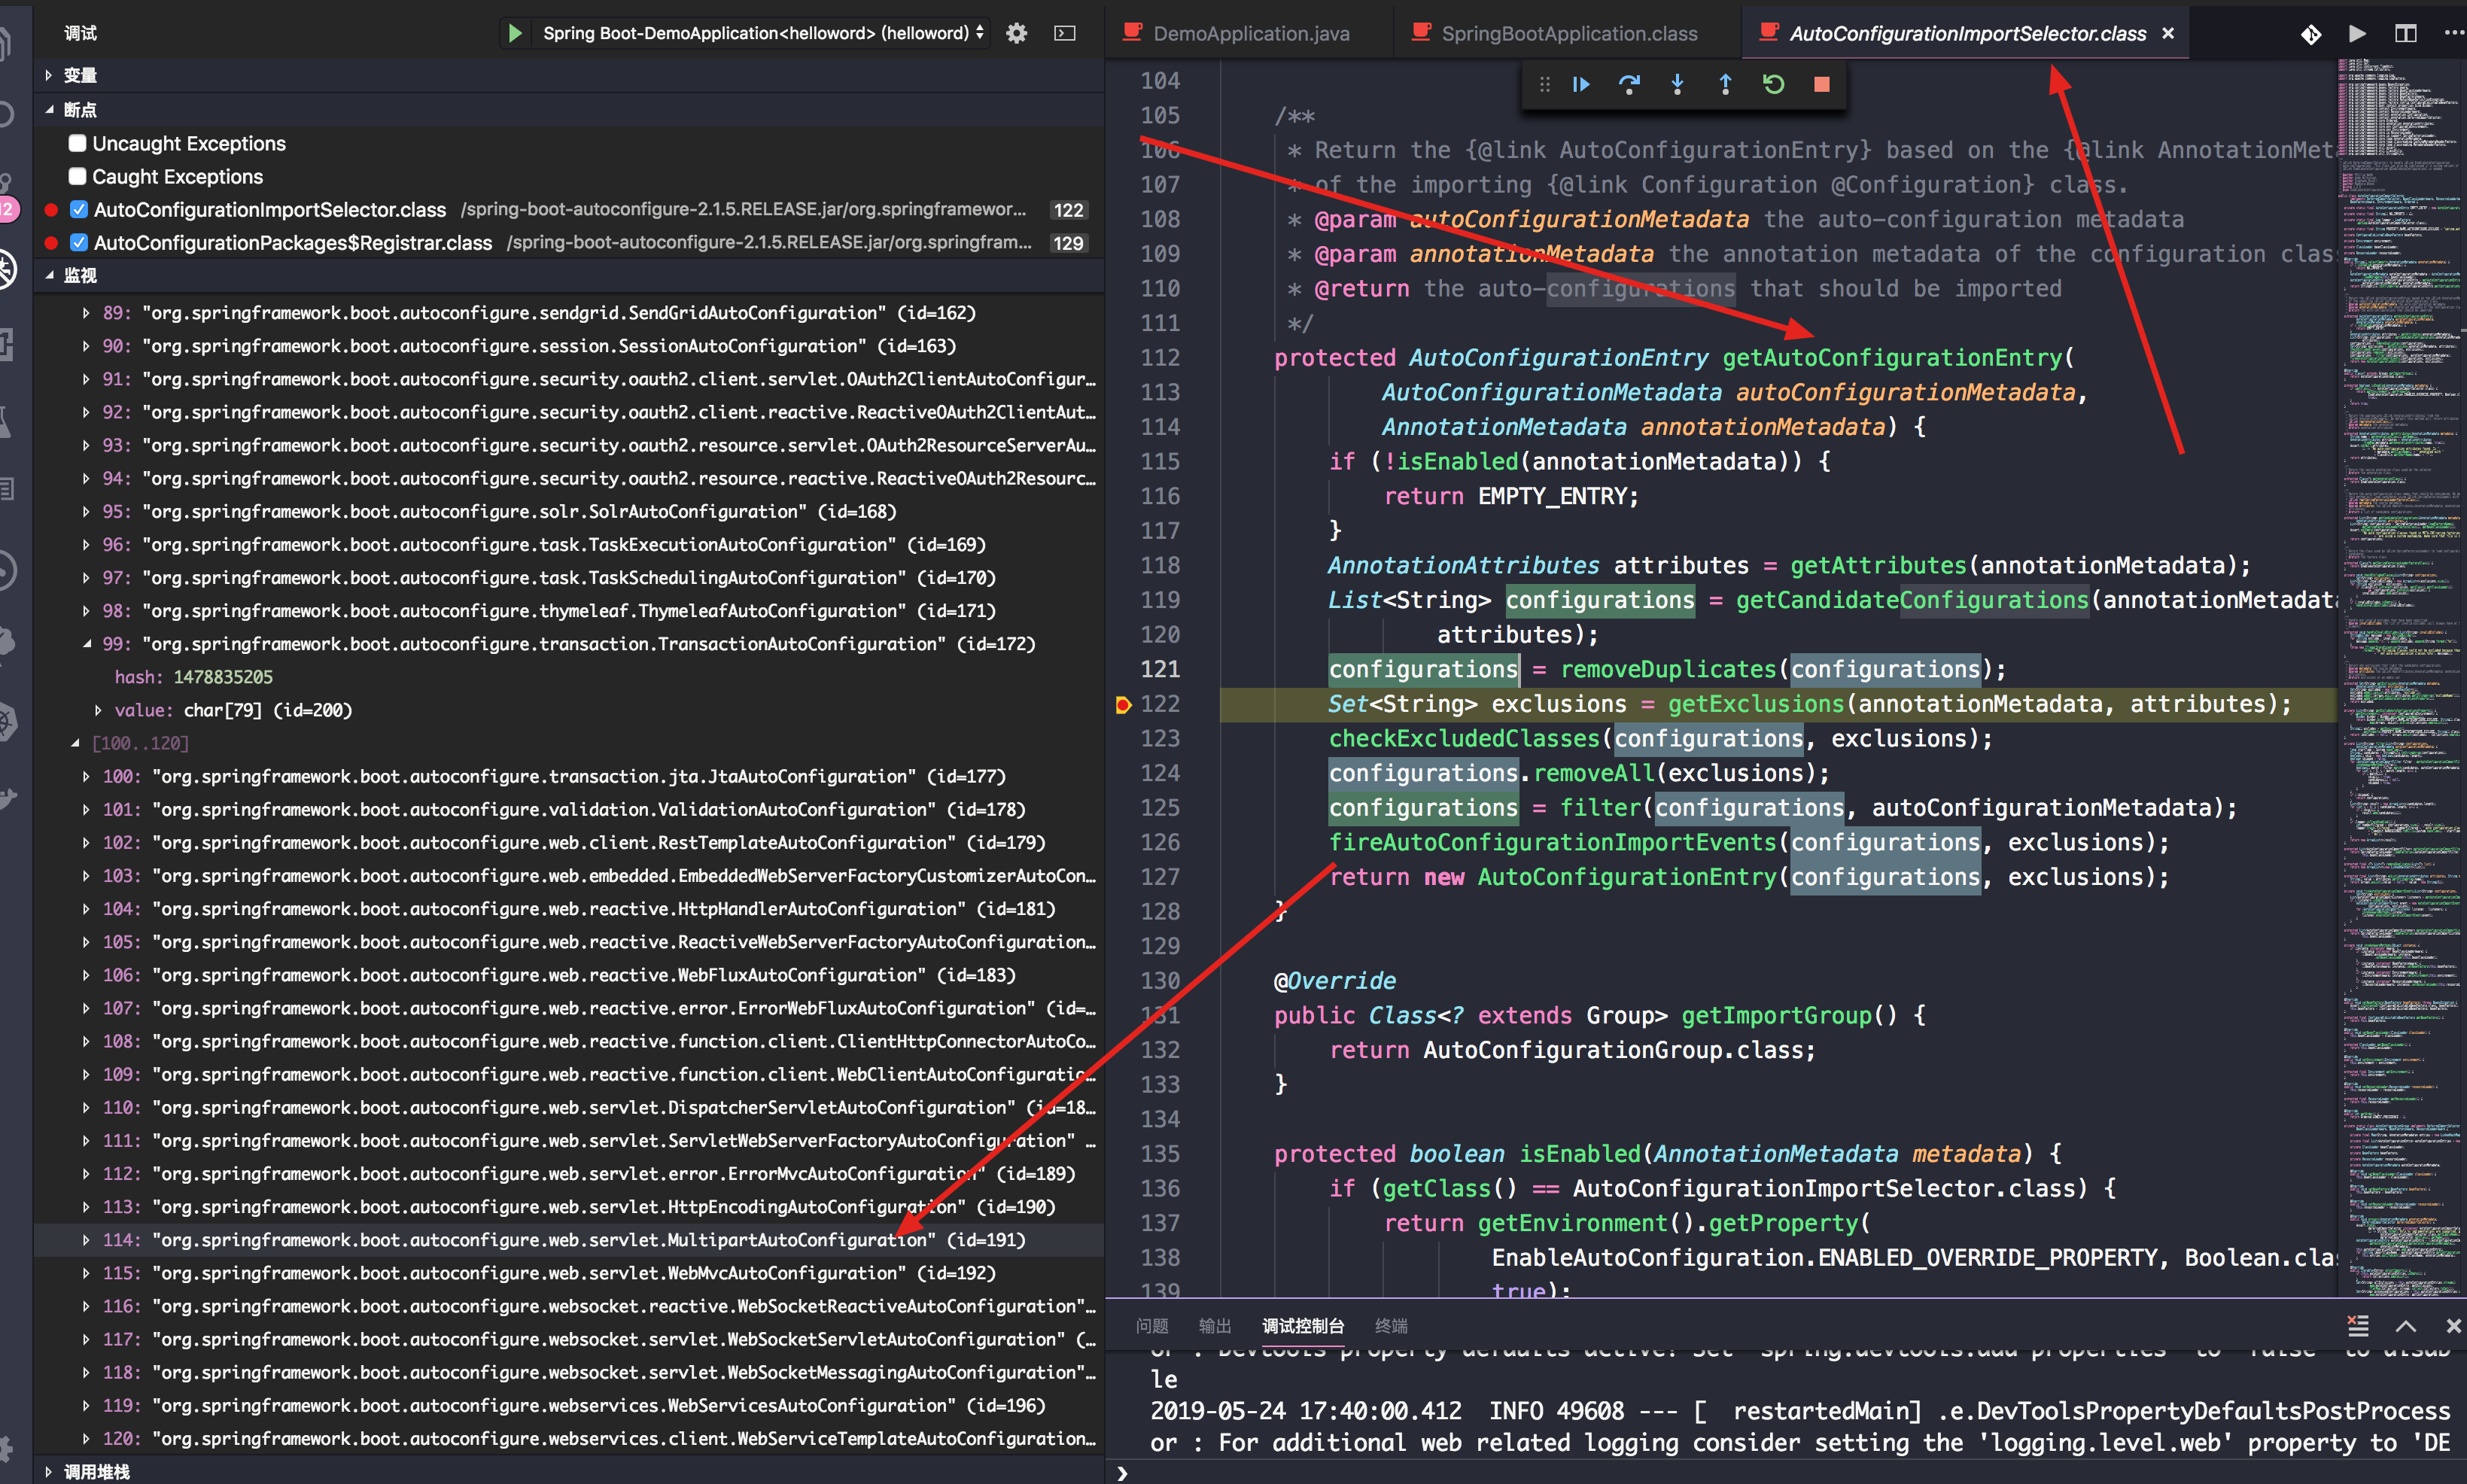 调试
Spring Boot-DemoApplication<helloword> (helloword)
变量
断点
Uncaught Exceptions
Caught Exceptions
AutoConfigurationImportSelector.class /spring-boot-autoconfigure-2.1.5.RELEASE.jar/org.springframewor... 122
AutoConfigurationPackages$Registrar.class /spring-boot-autoconfigure-2.1.5.RELEASE.jar/org.springfram... 129
12
监视
89: "org.springframework.boot.autoconfigure.sendgrid.SendGridAutoConfiguration" (id=162)
90: "org.springframework.boot.autoconfigure.session.SessionAutoConfiguration" (id=163)
91: "org.springframework.boot.autoconfigure.security.oauth2.client.servlet.OAuth2ClientAutoConfigur...
92: "org.springframework.boot.autoconfigure.security.oauth2.client.reactive.ReactiveOAuth2ClientAut...
93: "org.springframework.boot.autoconfigure.security.oauth2.resource.servlet.OAuth2ResourceServerAu...
94: "org.springframework.boot.autoconfigure.security.oauth2.resource.reactive.ReactiveOAuth2Resourc...
95: "org.springframework.boot.autoconfigure.solr.SolrAutoConfiguration" (id=168)
96: "org.springframework.boot.autoconfigure.task.TaskExecutionAutoConfiguration" (id=169)
97: "org.springframework.boot.autoconfigure.task.TaskSchedulingAutoConfiguration" (id=170)
98: "org.springframework.boot.autoconfigure.thymeleaf.ThymeleafAutoConfiguration" (id=171)
99: "org.springframework.boot.autoconfigure.transaction.TransactionAutoConfiguration" (id=172)
hash: 1478835205
value: char[79] (id=200)
[100..120]
100: "org.springframework.boot.autoconfigure.transaction.jta.JtaAutoConfiguration" (id=177)
101: "org.springframework.boot.autoconfigure.validation.ValidationAutoConfiguration" (id=178)
102: "org.springframework.boot.autoconfigure.web.client.RestTemplateAutoConfiguration" (id=179)
103: "org.springframework.boot.autoconfigure.web.embedded.EmbeddedWebServerFactoryCustomizerAutoCon...
104: "org.springframework.boot.autoconfigure.web.reactive.HttpHandlerAutoConfiguration" (id=181)
105: "org.springframework.boot.autoconfigure.web.reactive.ReactiveWebServerFactoryAutoConfiguration...
106: "org.springframework.boot.autoconfigure.web.reactive.WebFluxAutoConfiguration" (id=183)
107: "org.springframework.boot.autoconfigure.web.reactive.error.ErrorWebFluxAutoConfiguration" (id=...
108: "org.springframework.boot.autoconfigure.web.reactive.function.client.ClientHttpConnectorAutoCo...
109: "org.springframework.boot.autoconfigure.web.reactive.function.client.WebClientAutoConfiguratio...
110: "org.springframework.boot.autoconfigure.web.servlet.DispatcherServletAutoConfiguration" (id=18...
111: "org.springframework.boot.autoconfigure.web.servlet.ServletWebServerFactoryAutoConfiguration" ...
112: "org.springframework.boot.autoconfigure.web.servlet.error.ErrorMvcAutoConfiguration" (id=189)
113: "org.springframework.boot.autoconfigure.web.servlet.HttpEncodingAutoConfiguration" (id=190)
114: "org.springframework.boot.autoconfigure.web.servlet.MultipartAutoConfiguration" (id=191)
115: "org.springframework.boot.autoconfigure.web.servlet.WebMvcAutoConfiguration" (id=192)
116: "org.springframework.boot.autoconfigure.websocket.reactive.WebSocketReactiveAutoConfiguration"...
117: "org.springframework.boot.autoconfigure.websocket.servlet.WebSocketServletAutoConfiguration" (...
118: "org.springframework.boot.autoconfigure.websocket.servlet.WebSocketMessagingAutoConfiguration"...
119: "org.springframework.boot.autoconfigure.webservices.WebServicesAutoConfiguration" (id=196)
120: "org.springframework.boot.autoconfigure.webservices.client.WebServiceTemplateAutoConfiguration...
调用堆栈
DemoApplication.java SpringBootApplication.class AutoConfigurationImportSelector.class
104
105 /**
106 * Return the {@link AutoConfigurationEntry} based on the {@link AnnotationMeta
107 * of the importing {@link Configuration @Configuration} class.
108 * @param autoConfigurationMetadata the auto-configuration metadata
109 * @param annotationMetadata the annotation metadata of the configuration clas
110 * @return the auto-configurations that should be imported
111 */
112 protected AutoConfigurationEntry getAutoConfigurationEntry(
113 AutoConfigurationMetadata autoConfigurationMetadata,
114 AnnotationMetadata annotationMetadata) {
115 if (!isEnabled(annotationMetadata)) {
116 return EMPTY_ENTRY;
117 }
118 AnnotationAttributes attributes = getAttributes(annotationMetadata);
119 List<String> configurations = getCandidateConfigurations(annotationMetadata
120 attributes);
121 configurations = removeDuplicates(configurations);
122 Set<String> exclusions = getExclusions(annotationMetadata, attributes);
123 checkExcludedClasses(configurations, exclusions);
124 configurations.removeAll(exclusions);
125 configurations = filter(configurations, autoConfigurationMetadata);
126 fireAutoConfigurationImportEvents(configurations, exclusions);
127 return new AutoConfigurationEntry(configurations, exclusions);
128 }
129
130 @Override
131 public Class<? extends Group> getImportGroup() {
132 return AutoConfigurationGroup.class;
133 }
134
135 protected boolean isEnabled(AnnotationMetadata metadata) {
136 if (getClass() == AutoConfigurationImportSelector.class) {
137 return getEnvironment().getProperty(
138 EnableAutoConfiguration.ENABLED_OVERRIDE_PROPERTY, Boolean.clas
139 true);
问题 输出 调试控制台 终端
or : Devtools property defaults active! Set 'spring.devtools.add-properties' to 'false' to disab
le
2019-05-24 17:40:00.412 INFO 49608 --- [ restartedMain] .e.DevToolsPropertyDefaultsPostProcess
or : For additional web related logging consider setting the 'logging.level.web' property to 'DE